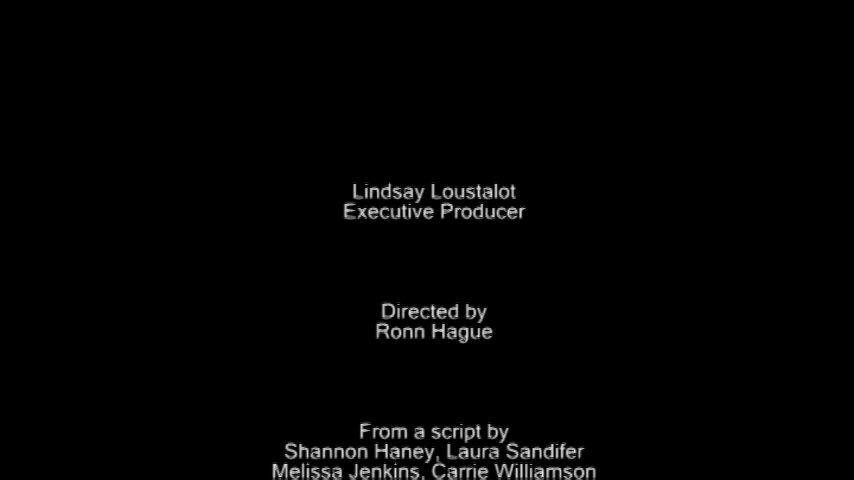 Lindsay Loustalot
Executive Producer
Directed by
Ronn Hague
From a script by
Shannon Haney, Laura Sandifer
Melissa Jenkins, Carrie Williamson